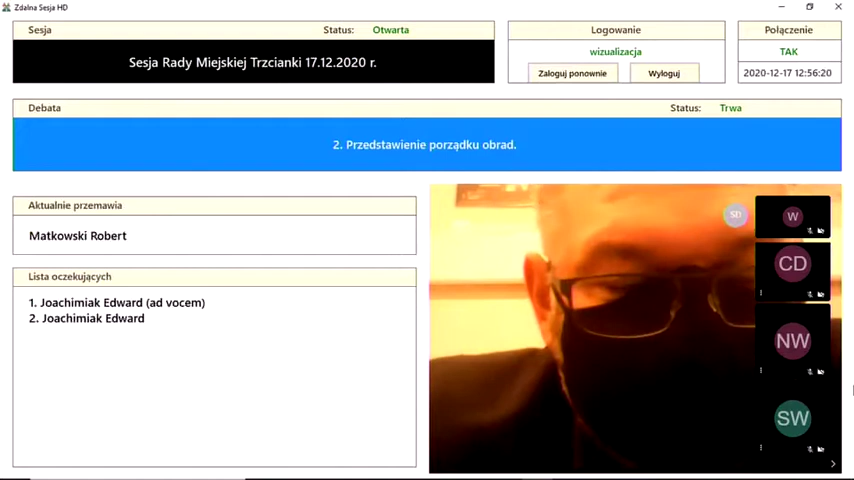 Zdalna Sesja HD
Sesja Status: Otwarta
Sesja Rady Miejskiej Trzcianki 17.12.2020 r.
Logowanie
wizualizacja
Zaloguj ponownie Wyloguj
Połączenie
TAK
2020-12-17 12:56:20
Debata Status: Trwa
2. Przedstawienie porządku obrad.
Aktualnie przemawia
Matkowski Robert
Lista oczekujących
1. Joachimiak Edward (ad vocem)
2. Joachimiak Edward
SD
W
CD
NW
SW